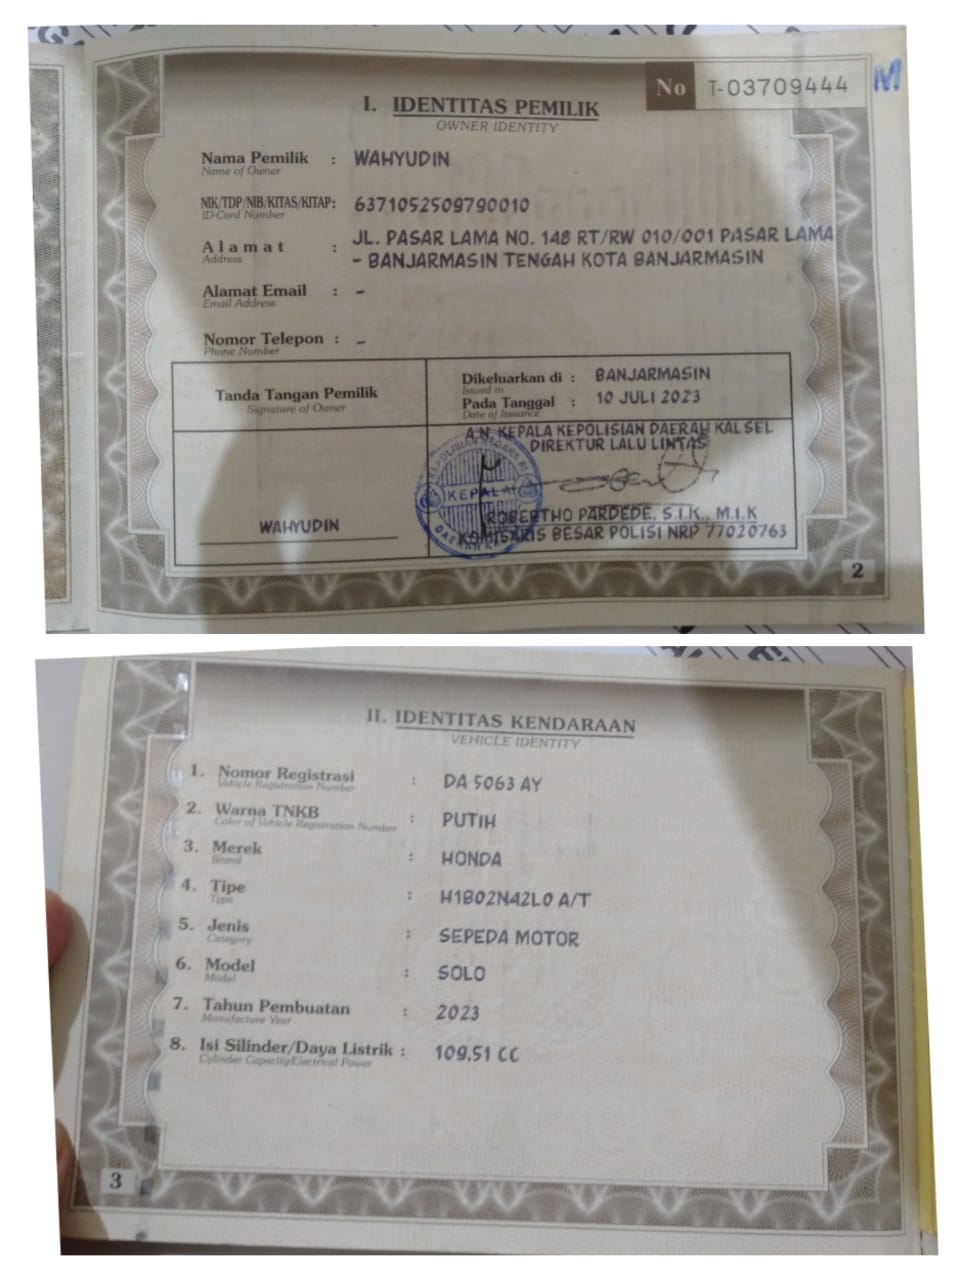 No T-03709444 M
I. IDENTITAS PEMILIK
OWNER IDENTITY
Nama Pemilik : WAHYUDIN
Name of Owner
NIK/TDP/NIB/KITAS/KITAP: 6371052509790010
ID-Card Number
Alamat : JL. PASAR LAMA NO. 148 RT/RW 010/001 PASAR LAMA
Address - BANJARMASIN TENGAH KOTA BANJARMASIN
Alamat Email : -
Email Address
Nomor Telepon : -
Phone Number
Tanda Tangan Pemilik
Signature of Owner
Dikeluarkan di : BANJARMASIN
Issued in
Pada Tanggal : 10 JULI 2023
Date of Issuance
A.N. KEPALA KEPOLISIAN DAERAH KALSEL
DIREKTUR LALU LINTAS
KEPOLISIAN NEGARA RI
KEPALA
DAERAH
WAHYUDIN
ROBERTHO PARDEDE, S.I.K., M.I.K
KOMISARIS BESAR POLISI NRP 77020763
2
II. IDENTITAS KENDARAAN
VEHICLE IDENTITY
1. Nomor Registrasi : DA 5063 AY
Vehicle Registration Number
2. Warna TNKB : PUTIH
Color of Vehicle Registration Number
3. Merek : HONDA
Brand
4. Tipe : H1B02N42L0 A/T
Type
5. Jenis : SEPEDA MOTOR
Category
6. Model : SOLO
Model
7. Tahun Pembuatan : 2023
Manufacture Year
8. Isi Silinder/Daya Listrik : 109,51 CC
Cylinder Capacity/Electrical Power
3